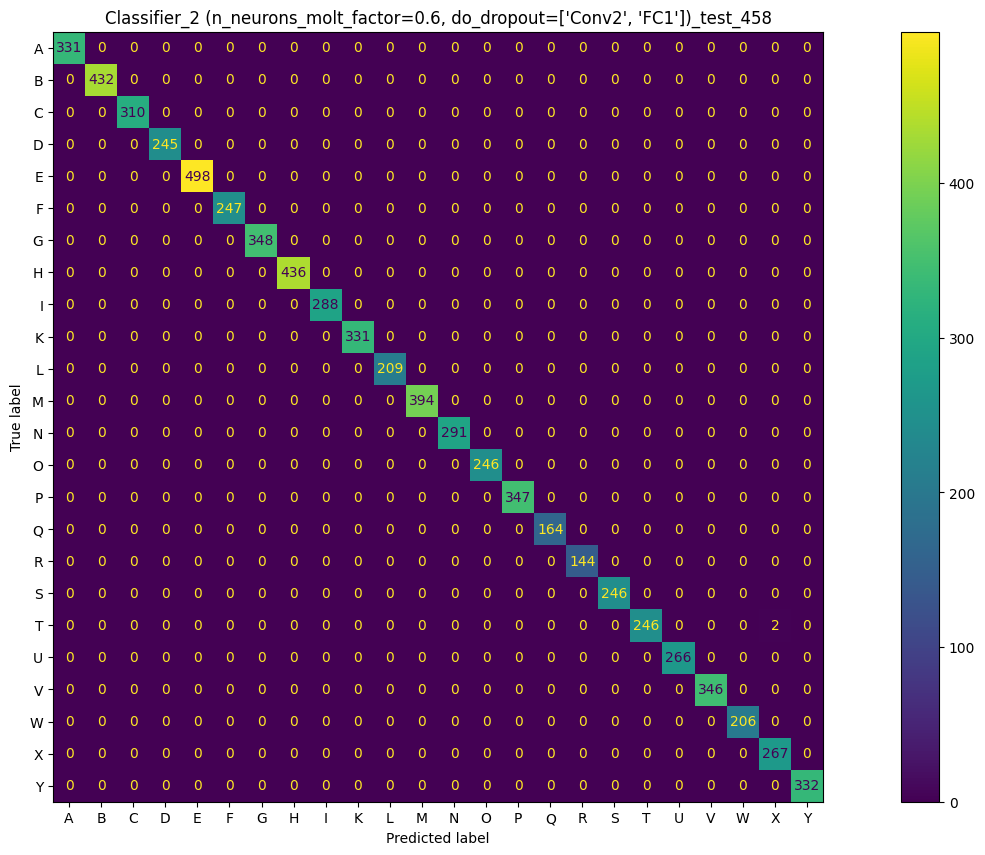 Classifier_2 (n_neurons_molt_factor=0.6, do_dropout=['Conv2', 'FC1'])_test_458
A 331 0 0 0 0 0 0 0 0 0 0 0 0 0 0 0 0 0 0 0 0 0 0 0
B 0 432 0 0 0 0 0 0 0 0 0 0 0 0 0 0 0 0 0 0 0 0 0 0
C 0 0 310 0 0 0 0 0 0 0 0 0 0 0 0 0 0 0 0 0 0 0 0 0
D 0 0 0 245 0 0 0 0 0 0 0 0 0 0 0 0 0 0 0 0 0 0 0 0
E 0 0 0 0 498 0 0 0 0 0 0 0 0 0 0 0 0 0 0 0 0 0 0 0
F 0 0 0 0 0 247 0 0 0 0 0 0 0 0 0 0 0 0 0 0 0 0 0 0
G 0 0 0 0 0 0 348 0 0 0 0 0 0 0 0 0 0 0 0 0 0 0 0 0
H 0 0 0 0 0 0 0 436 0 0 0 0 0 0 0 0 0 0 0 0 0 0 0 0
I 0 0 0 0 0 0 0 0 288 0 0 0 0 0 0 0 0 0 0 0 0 0 0 0
K 0 0 0 0 0 0 0 0 0 331 0 0 0 0 0 0 0 0 0 0 0 0 0 0
L 0 0 0 0 0 0 0 0 0 0 209 0 0 0 0 0 0 0 0 0 0 0 0 0
M 0 0 0 0 0 0 0 0 0 0 0 394 0 0 0 0 0 0 0 0 0 0 0 0
N 0 0 0 0 0 0 0 0 0 0 0 0 291 0 0 0 0 0 0 0 0 0 0 0
O 0 0 0 0 0 0 0 0 0 0 0 0 0 246 0 0 0 0 0 0 0 0 0 0
P 0 0 0 0 0 0 0 0 0 0 0 0 0 0 347 0 0 0 0 0 0 0 0 0
Q 0 0 0 0 0 0 0 0 0 0 0 0 0 0 0 164 0 0 0 0 0 0 0 0
R 0 0 0 0 0 0 0 0 0 0 0 0 0 0 0 0 144 0 0 0 0 0 0 0
S 0 0 0 0 0 0 0 0 0 0 0 0 0 0 0 0 0 246 0 0 0 0 0 0
T 0 0 0 0 0 0 0 0 0 0 0 0 0 0 0 0 0 0 246 0 0 0 2 0
U 0 0 0 0 0 0 0 0 0 0 0 0 0 0 0 0 0 0 0 266 0 0 0 0
V 0 0 0 0 0 0 0 0 0 0 0 0 0 0 0 0 0 0 0 0 346 0 0 0
W 0 0 0 0 0 0 0 0 0 0 0 0 0 0 0 0 0 0 0 0 0 206 0 0
X 0 0 0 0 0 0 0 0 0 0 0 0 0 0 0 0 0 0 0 0 0 0 267 0
Y 0 0 0 0 0 0 0 0 0 0 0 0 0 0 0 0 0 0 0 0 0 0 0 332
A B C D E F G H I K L M N O P Q R S T U V W X Y
Predicted label
True label
400
300
200
100
0